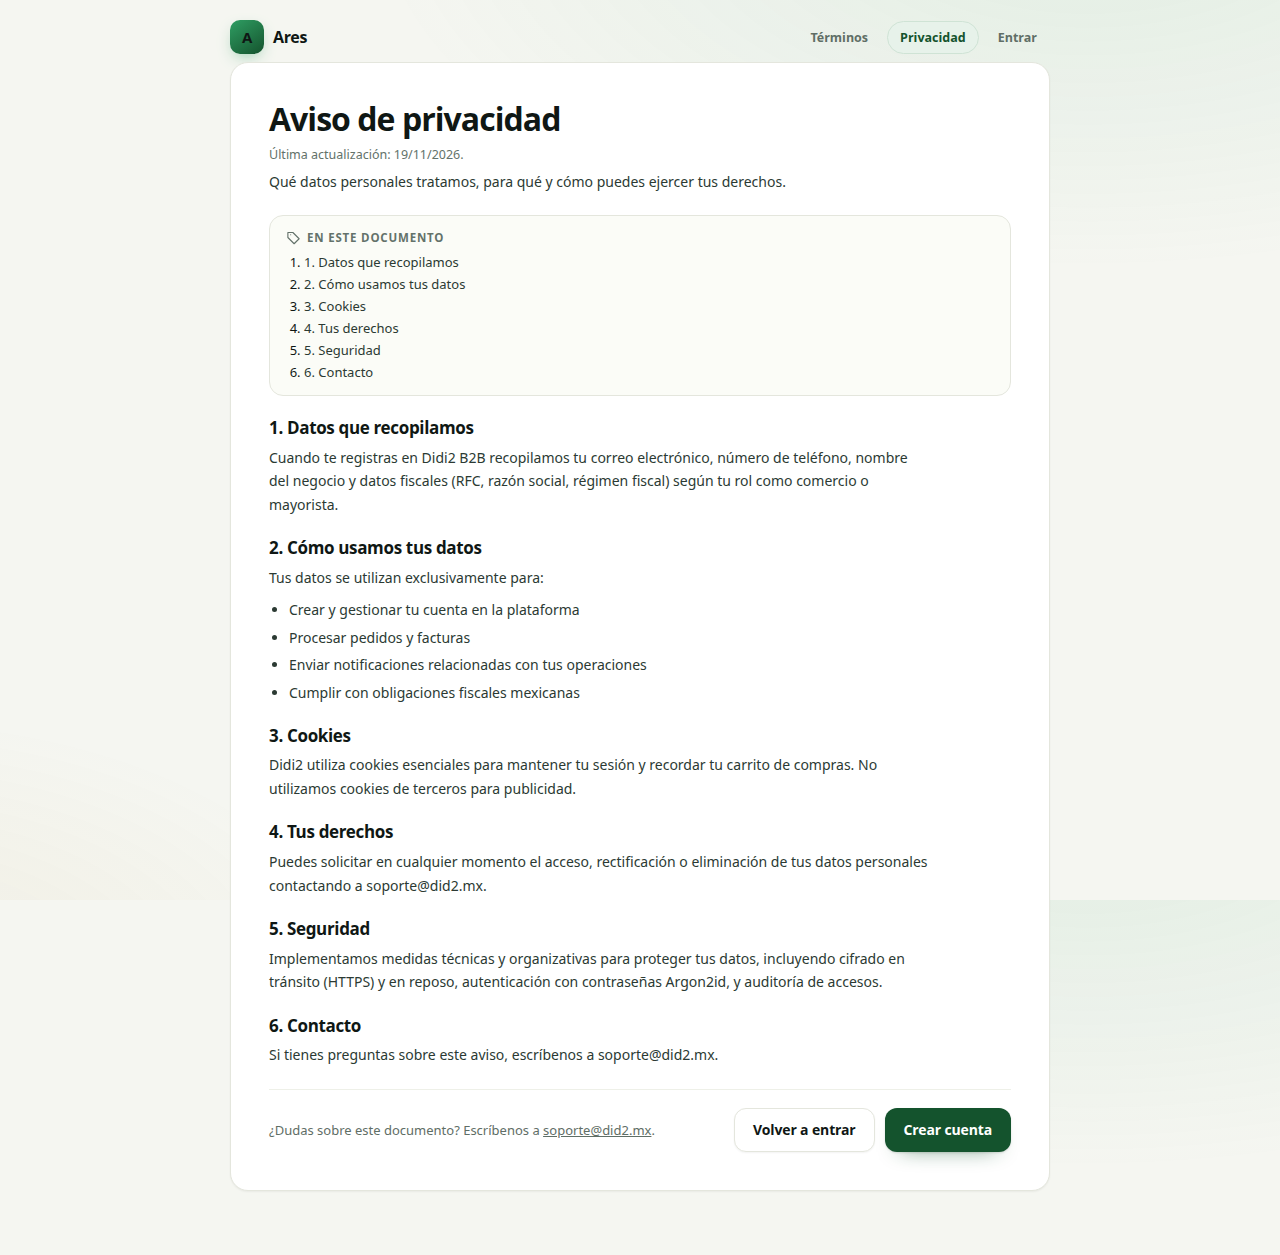 A Ares
Términos Privacidad Entrar
Aviso de privacidad
Última actualización: 19/11/2026.
Qué datos personales tratamos, para qué y cómo puedes ejercer tus derechos.
EN ESTE DOCUMENTO
1. 1. Datos que recopilamos
2. 2. Cómo usamos tus datos
3. 3. Cookies
4. 4. Tus derechos
5. 5. Seguridad
6. 6. Contacto
1. Datos que recopilamos
Cuando te registras en Didi2 B2B recopilamos tu correo electrónico, número de teléfono, nombre
del negocio y datos fiscales (RFC, razón social, régimen fiscal) según tu rol como comercio o
mayorista.
2. Cómo usamos tus datos
Tus datos se utilizan exclusivamente para:
• Crear y gestionar tu cuenta en la plataforma
• Procesar pedidos y facturas
• Enviar notificaciones relacionadas con tus operaciones
• Cumplir con obligaciones fiscales mexicanas
3. Cookies
Didi2 utiliza cookies esenciales para mantener tu sesión y recordar tu carrito de compras. No
utilizamos cookies de terceros para publicidad.
4. Tus derechos
Puedes solicitar en cualquier momento el acceso, rectificación o eliminación de tus datos personales
contactando a soporte@did2.mx.
5. Seguridad
Implementamos medidas técnicas y organizativas para proteger tus datos, incluyendo cifrado en
tránsito (HTTPS) y en reposo, autenticación con contraseñas Argon2id, y auditoría de accesos.
6. Contacto
Si tienes preguntas sobre este aviso, escríbenos a soporte@did2.mx.
¿Dudas sobre este documento? Escríbenos a soporte@did2.mx.
Volver a entrar
Crear cuenta